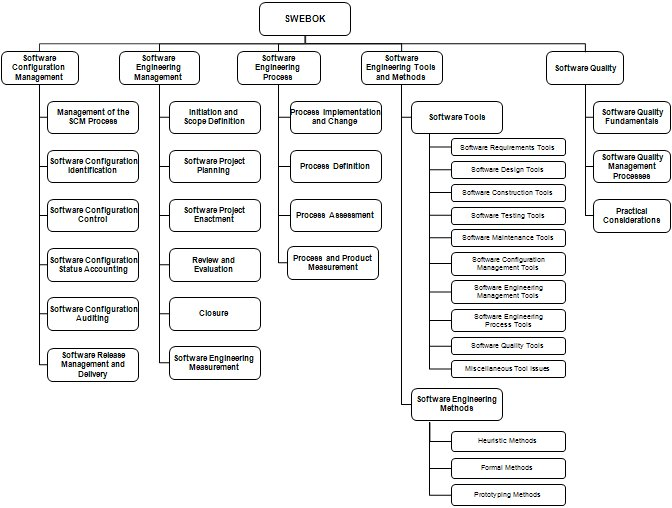 SWEBOK
Software
Configuration
Management
Management of the
SCM Process
Software Configuration
Identification
Software Configuration
Control
Software Configuration
Status Accounting
Software Configuration
Auditing
Software Release
Management and
Delivery
Software
Engineering
Management
Initiation and
Scope Definition
Software Project
Planning
Software Project
Enactment
Review and
Evaluation
Closure
Software Engineering
Measurement
Software
Engineering
Process
Process Implementation
and Change
Process Definition
Process Assessment
Process and Product
Measurement
Software
Engineering Tools
and Methods
Software Tools
Software Requirements Tools
Software Design Tools
Software Construction Tools
Software Testing Tools
Software Maintenance Tools
Software Configuration
Management Tools
Software Engineering
Management Tools
Software Engineering
Process Tools
Software Quality Tools
Miscellaneous Tool Issues
Software Engineering
Methods
Heuristic Methods
Formal Methods
Prototyping Methods
Software Quality
Software Quality
Fundamentals
Software Quality
Management
Processes
Practical
Considerations